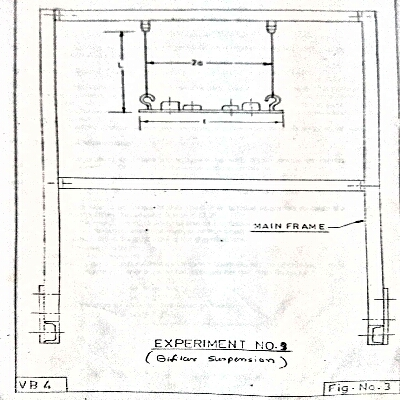 L
2a
ℓ
MAIN FRAME
EXPERIMENT NO. 3
(Bifilar Suspension)
VB 4
Fig. No. 3